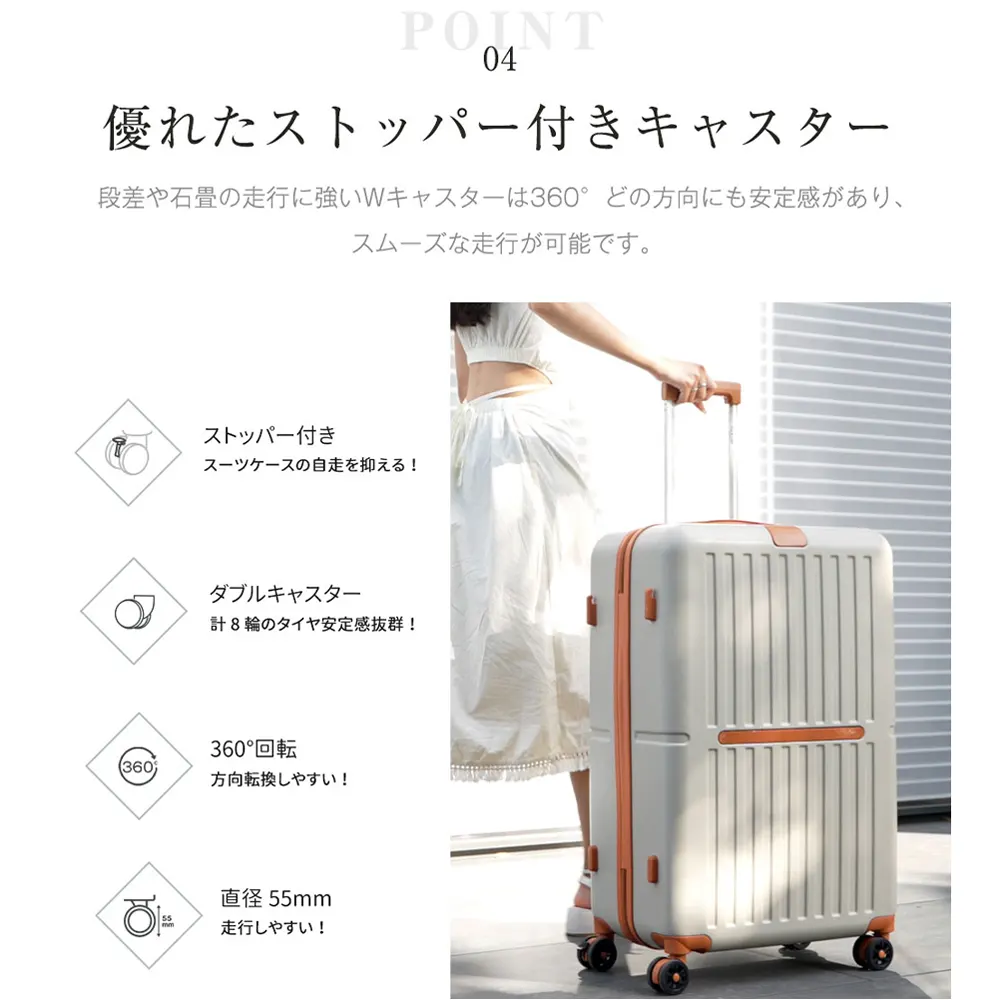 POINT
04
優れたストッパー付きキャスター
段差や石畳の走行に強いWキャスターは360°どの方向にも安定感があり、
スムーズな走行が可能です。
ストッパー付き
スーツケースの自走を抑える！
ダブルキャスター
計8輪のタイヤ安定感抜群！
360°
360°回転
方向転換しやすい！
55
mm
直径 55mm
走行しやすい！